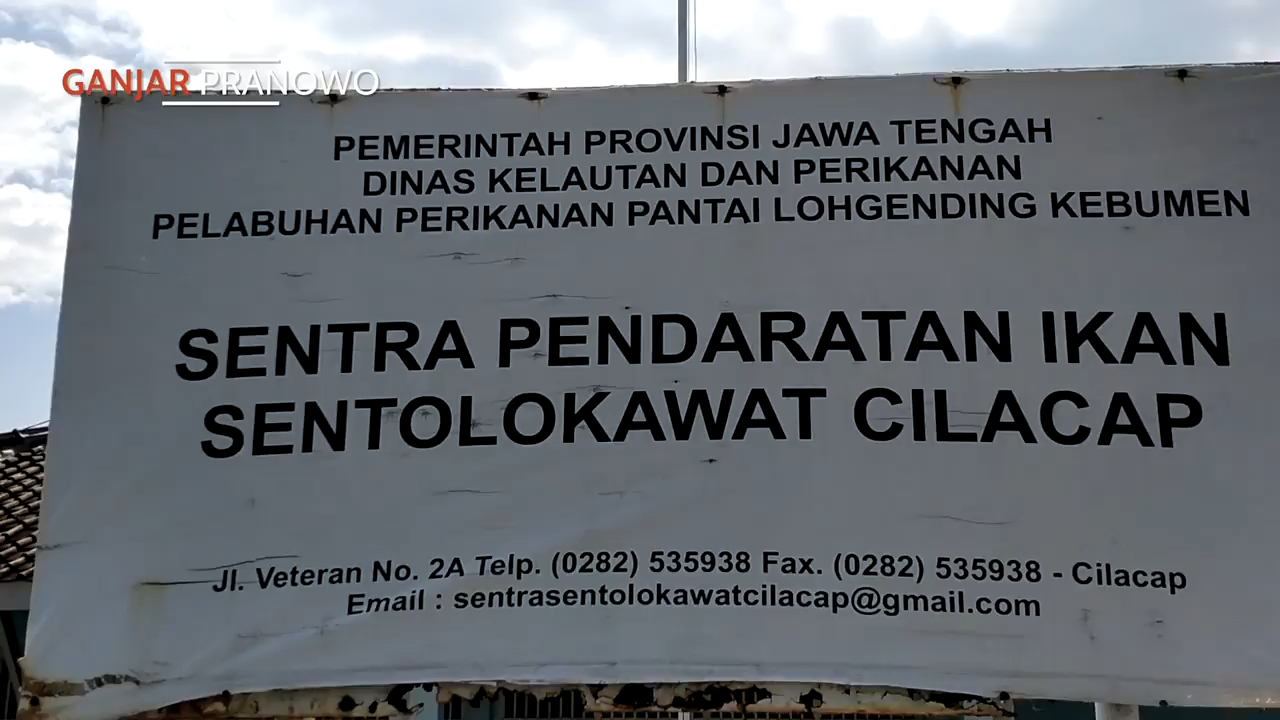 GANJAR PRANOWO
PEMERINTAH PROVINSI JAWA TENGAH
DINAS KELAUTAN DAN PERIKANAN
PELABUHAN PERIKANAN PANTAI LOHGENDING KEBUMEN
SENTRA PENDARATAN IKAN
SENTOLOKAWAT CILACAP
Jl. Veteran No. 2A Telp. (0282) 535938 Fax. (0282) 535938 - Cilacap
Email : sentrasentolokawatcilacap@gmail.com